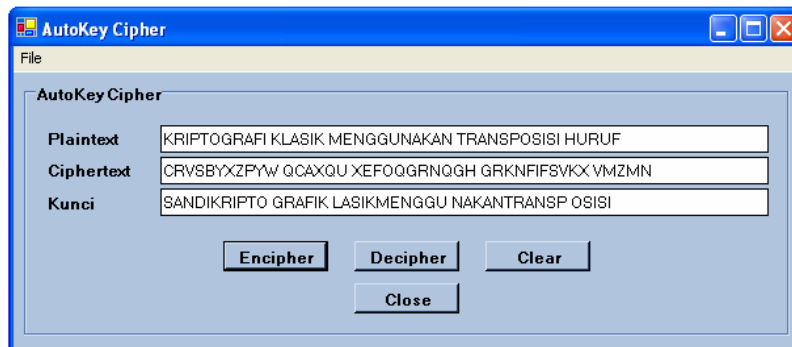 AutoKey Cipher
File
AutoKey Cipher
Plaintext KRIPTOGRAFI KLASIK MENGGUNAKAN TRANSPOSISI HURUF
Ciphertext CRVSBYXZPYW QCAXQU XEFOQGRNQGH GRKNFIFSVKX VMZMN
Kunci SANDIKRIPTO GRAFIK LASIKMENGGU NAKANTRANSP OSISI
Encipher Decipher Clear
Close